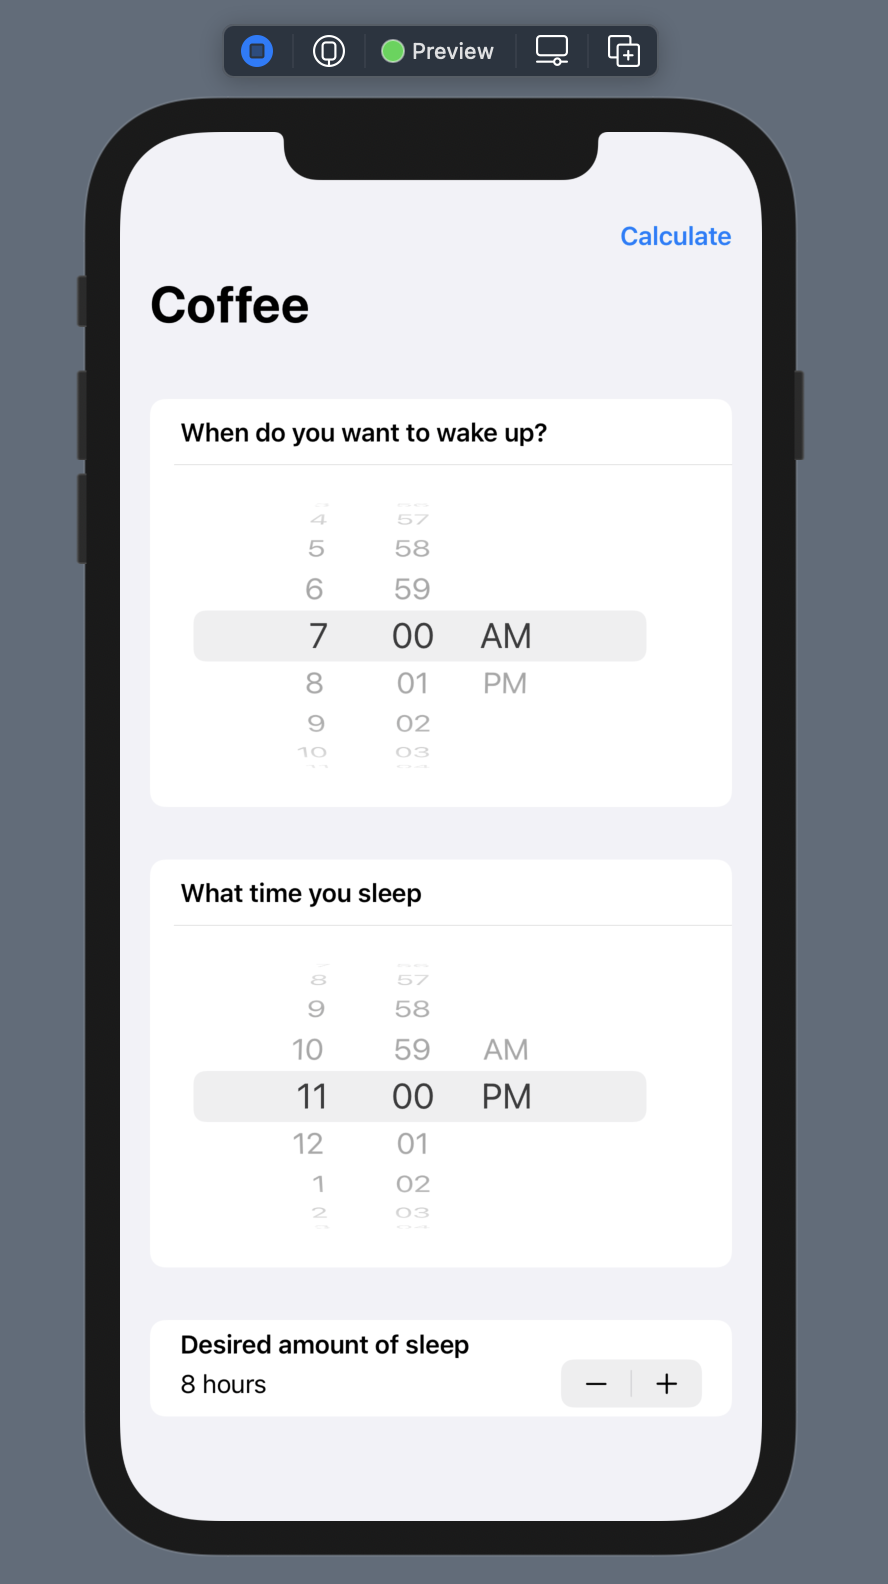 Preview
Calculate
Coffee
When do you want to wake up?
4 57
5 58
6 59
7 00 AM
8 01 PM
9 02
10 03
What time you sleep
8 57
9 58
10 59 AM
11 00 PM
12 01
1 02
2 03
Desired amount of sleep
8 hours
− +